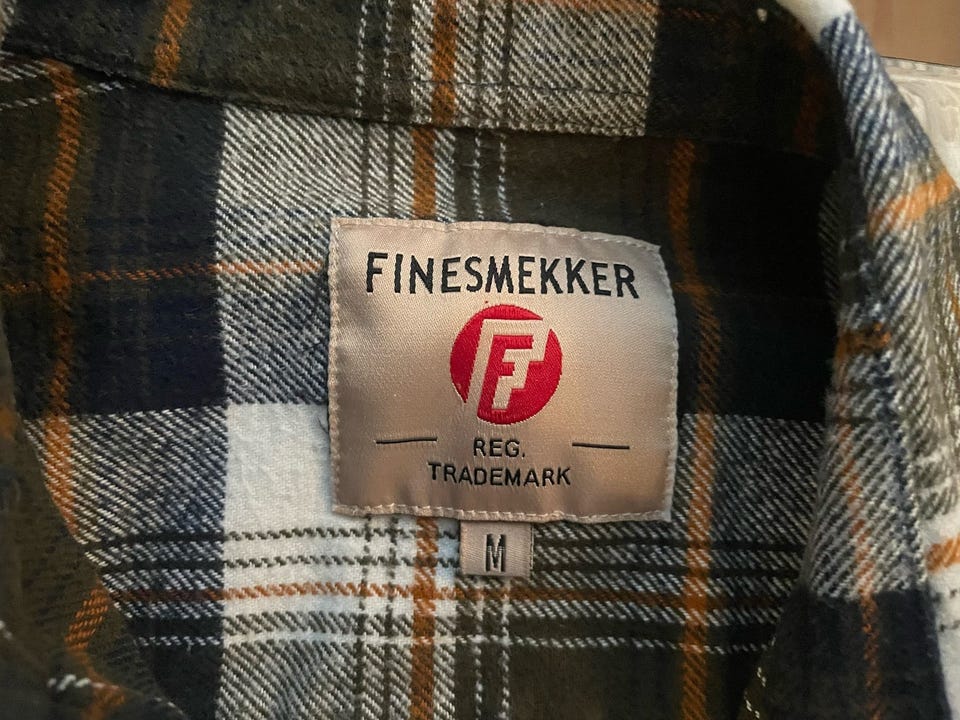 FINESMEKKER
F
REG.
TRADEMARK
M